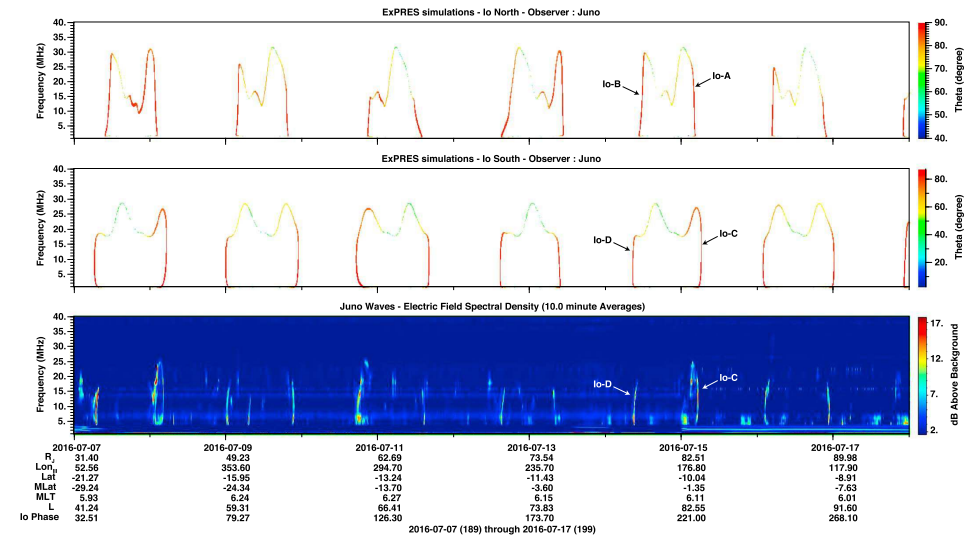 ExPRES simulations - Io North - Observer : Juno
40.
35.
30.
25.
20.
15.
10.
5.
Frequency (MHz)
Io-B
Io-A
90.
80.
70.
60.
50.
40.
Theta (degree)
ExPRES simulations - Io South - Observer : Juno
40.
35.
30.
25.
20.
15.
10.
5.
Frequency (MHz)
Io-D
Io-C
80.
60.
40.
20.
Theta (degree)
Juno Waves - Electric Field Spectral Density (10.0 minute Averages)
40.
35.
30.
25.
20.
15.
10.
5.
Frequency (MHz)
Io-D
Io-C
17.
12.
7.
2.
dB Above Background
2016-07-07 2016-07-09 2016-07-11 2016-07-13 2016-07-15 2016-07-17
RJ 31.40 49.23 62.69 73.54 82.51 89.98
LonIII 52.56 353.60 294.70 235.70 176.80 117.90
Lat -21.27 -15.95 -13.24 -11.43 -10.04 -8.91
MLat -29.24 -24.34 -13.70 -3.60 -1.35 -7.63
MLT 5.93 6.24 6.27 6.15 6.11 6.01
L 41.24 59.31 66.41 73.83 82.55 91.60
Io Phase 32.51 79.27 126.30 173.70 221.00 268.10
2016-07-07 (189) through 2016-07-17 (199)